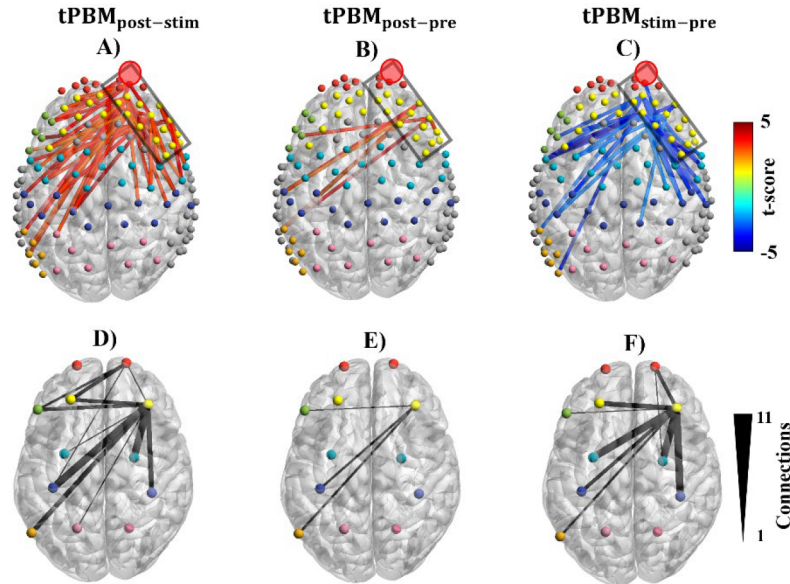 tPBMpost−stim tPBMpost−pre tPBMstim−pre
A) B) C)
5
t-score
-5
D) E) F)
11
Connections
1